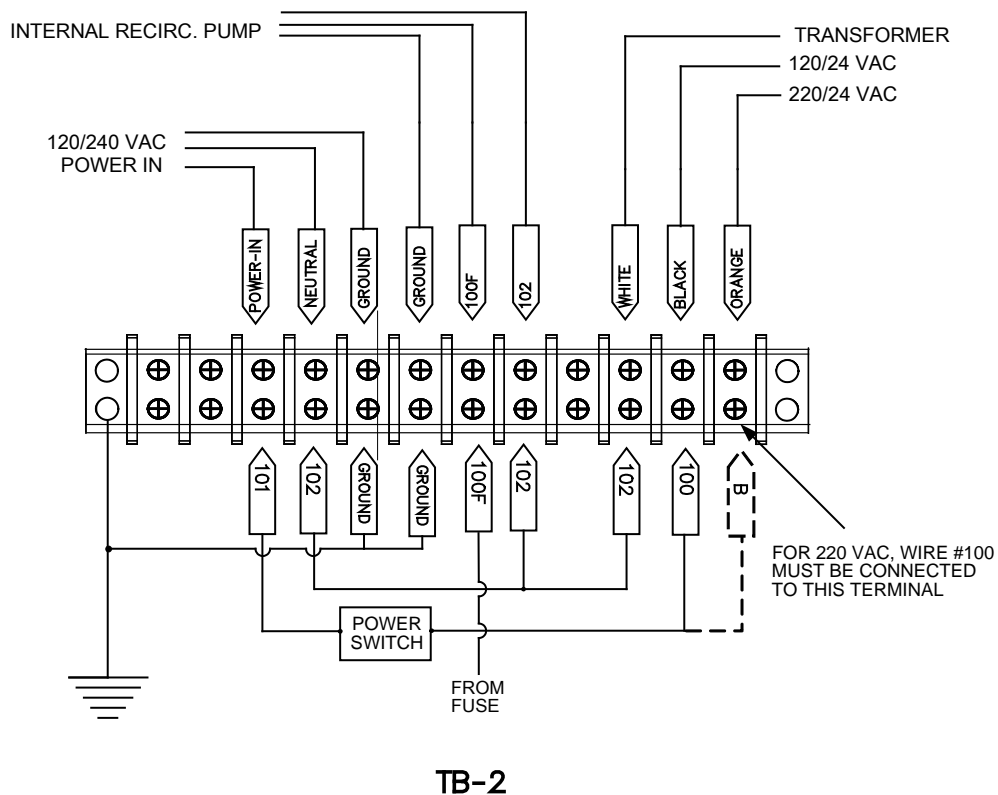 INTERNAL RECIRC. PUMP
TRANSFORMER
120/24 VAC
220/24 VAC
120/240 VAC
POWER IN
POWER-IN
NEUTRAL
GROUND
GROUND
100F
102
WHITE
BLACK
ORANGE
101
102
GROUND
GROUND
100F
102
102
100
B
FOR 220 VAC, WIRE #100
MUST BE CONNECTED
TO THIS TERMINAL
POWER
SWITCH
FROM
FUSE
TB-2